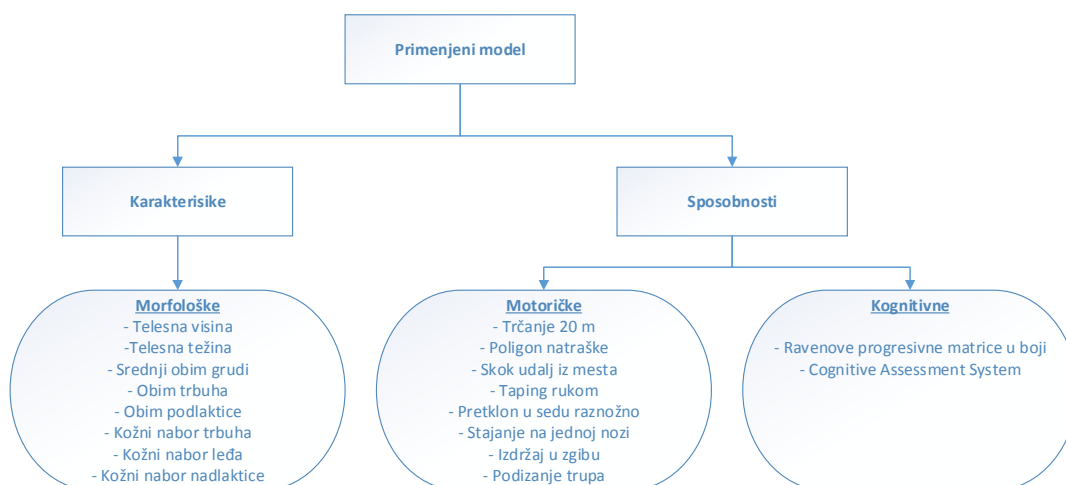 Primenjeni model
Karakterisike
Sposobnosti
Morfološke
- Telesna visina
-Telesna težina
- Srednji obim grudi
- Obim trbuha
- Obim podlaktice
- Kožni nabor trbuha
- Kožni nabor leđa
- Kožni nabor nadlaktice
Motoričke
- Trčanje 20 m
- Poligon natraške
- Skok udalj iz mesta
- Taping rukom
- Pretklon u sedu raznožno
- Stajanje na jednoj nozi
- Izdržaj u zgibu
- Podizanje trupa
Kognitivne
- Ravenove progresivne matrice u boji
- Cognitive Assessment System